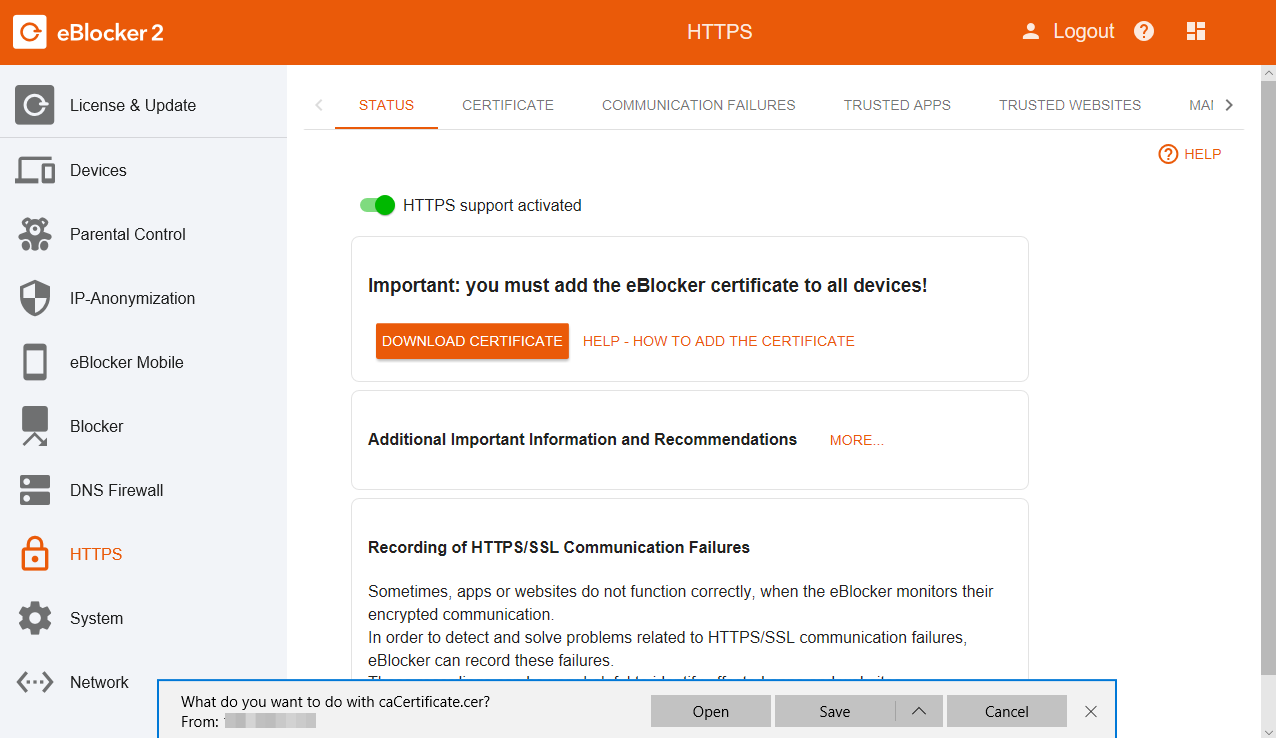 eBlocker 2
HTTPS
Logout
License & Update
Devices
Parental Control
IP-Anonymization
eBlocker Mobile
Blocker
DNS Firewall
HTTPS
System
Network
STATUS
CERTIFICATE
COMMUNICATION FAILURES
TRUSTED APPS
TRUSTED WEBSITES
HELP
HTTPS support activated
Important: you must add the eBlocker certificate to all devices!
DOWNLOAD CERTIFICATE
HELP - HOW TO ADD THE CERTIFICATE
Additional Important Information and Recommendations
MORE...
Recording of HTTPS/SSL Communication Failures
Sometimes, apps or websites do not function correctly, when the eBlocker monitors their
encrypted communication.
In order to detect and solve problems related to HTTPS/SSL communication failures,
eBlocker can record these failures.
What do you want to do with caCertificate.cer?
From:
Open
Save
Cancel